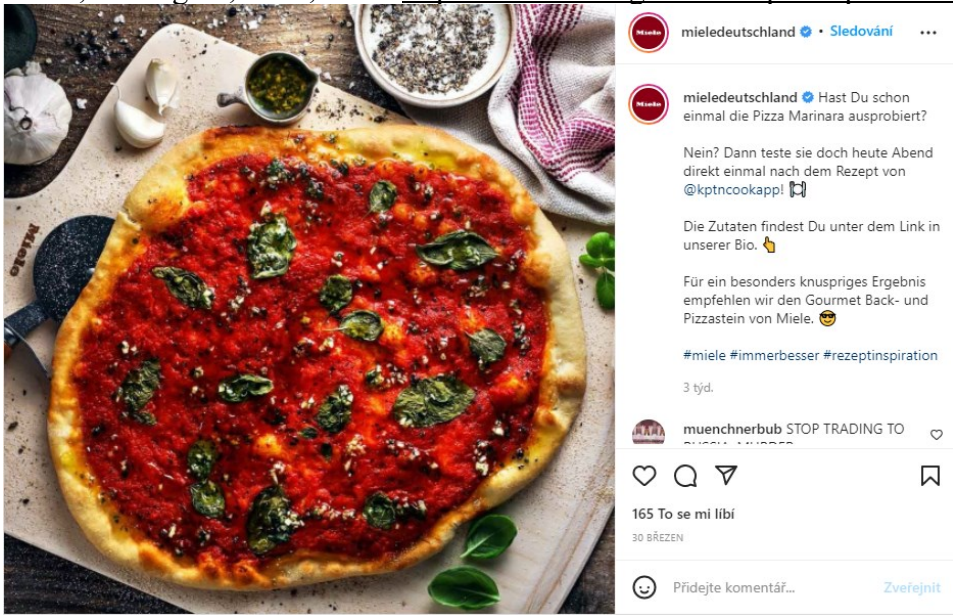 Miele
mieledeutschland • Sledování
Miele
mieledeutschland Hast Du schon
einmal die Pizza Marinara ausprobiert?
Nein? Dann teste sie doch heute Abend
direkt einmal nach dem Rezept von
@kptncookapp! 🍽
Die Zutaten findest Du unter dem Link in
unserer Bio. 👆
Für ein besonders knuspriges Ergebnis
empfehlen wir den Gourmet Back- und
Pizzastein von Miele. 😎
#miele #immerbesser #rezeptinspiration
3 týd.
muenchnerbub STOP TRADING TO
165 To se mi líbí
30 BŘEZEN
Přidejte komentář...
Zveřejnit
Miele